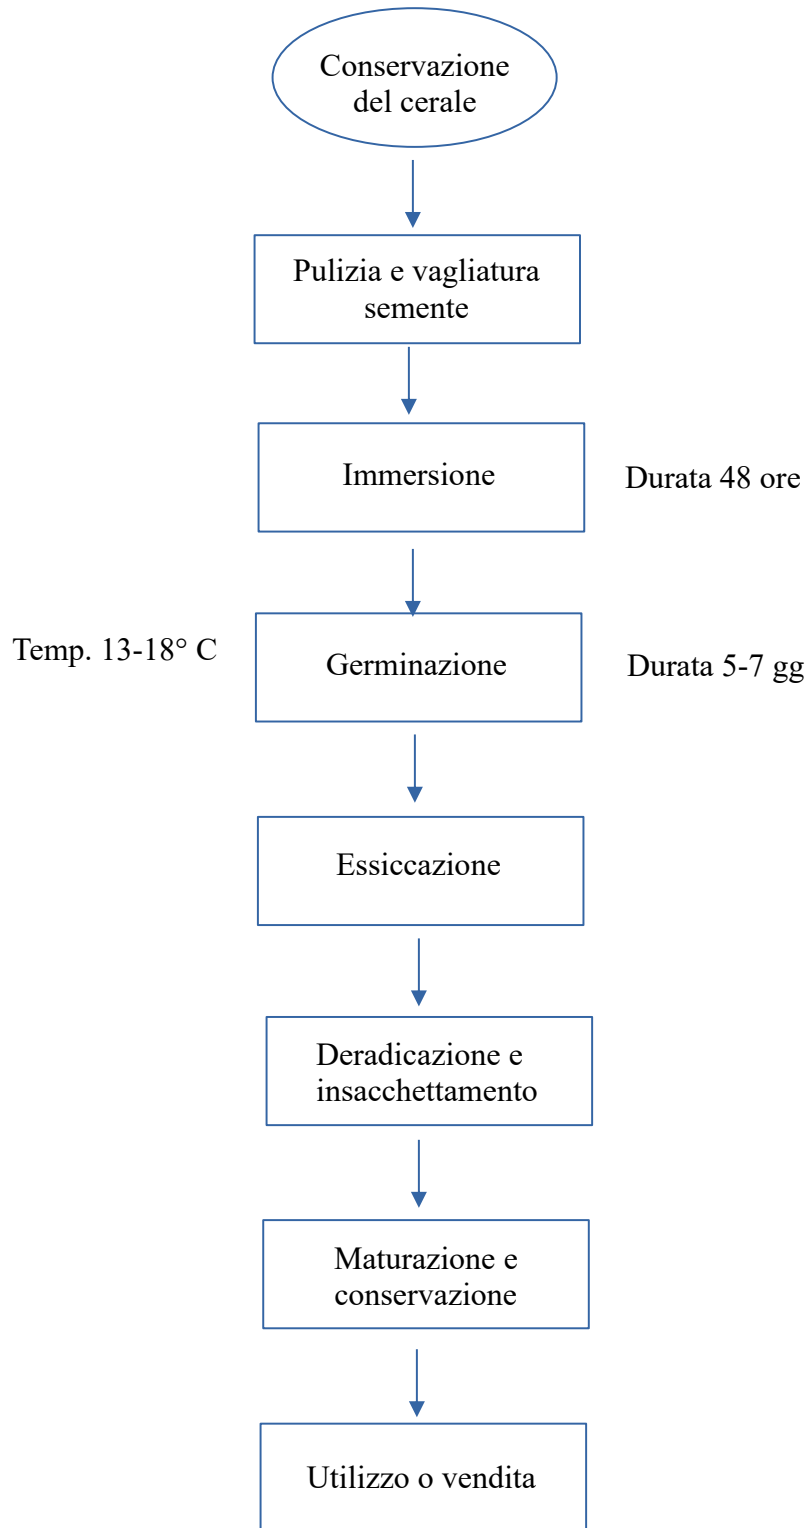 Conservazione
del cerale
Pulizia e vagliatura
semente
Immersione
Durata 48 ore
Temp. 13-18° C
Germinazione
Durata 5-7 gg
Essiccazione
Deradicazione e
insacchettamento
Maturazione e
conservazione
Utilizzo o vendita